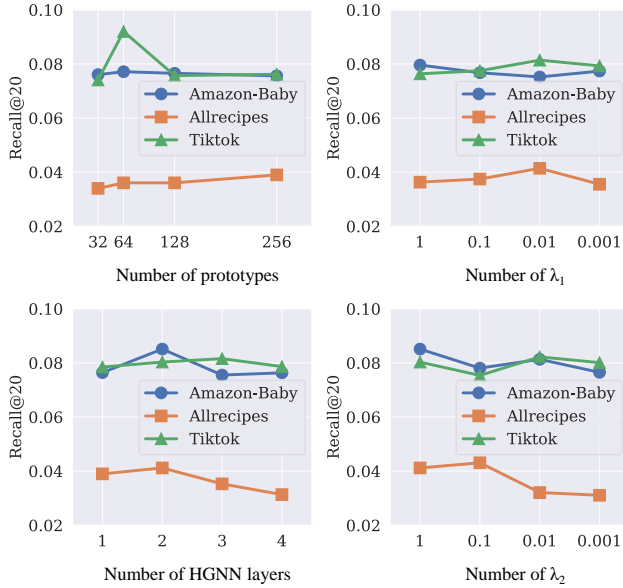 0.10
0.08
0.06
0.04
0.02
Recall@20
Amazon-Baby
Allrecipes
Tiktok
32 64 128 256
Number of prototypes
0.10
0.08
0.06
0.04
0.02
Recall@20
Amazon-Baby
Allrecipes
Tiktok
1 0.1 0.01 0.001
Number of λ₁
0.10
0.08
0.06
0.04
0.02
Recall@20
Amazon-Baby
Allrecipes
Tiktok
1 2 3 4
Number of HGNN layers
0.10
0.08
0.06
0.04
0.02
Recall@20
Amazon-Baby
Allrecipes
Tiktok
1 0.1 0.01 0.001
Number of λ₂